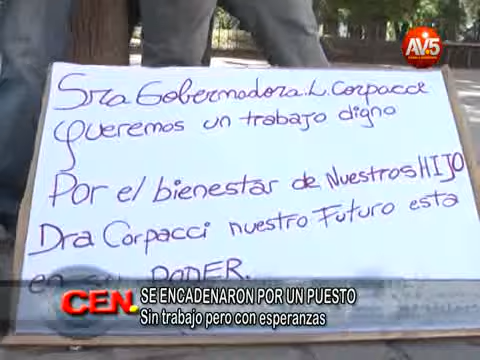 AV5
Sra Gobernadora: L. Corpacci
Queremos un trabajo digno
Por el bienestar de Nuestros HIJO
Dra Corpacci nuestro Futuro esta
en PODER.
CEN.
SE ENCADENARON POR UN PUESTO
Sin trabajo pero con esperanzas